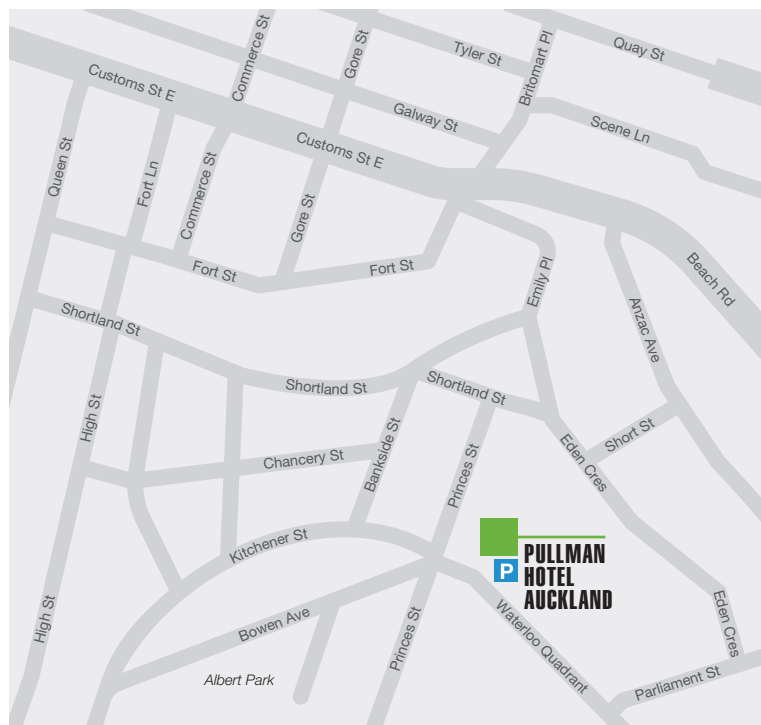 Commerce St
Gore St
Tyler St
Britomart Pl
Quay St
Customs St E
Galway St
Scene Ln
Customs St E
Queen St
Fort Ln
Commerce St
Gore St
Fort St
Fort St
Emily Pl
Beach Rd
Shortland St
Anzac Ave
Shortland St
Shortland St
High St
Chancery St
Bankside St
Princes St
Eden Cres
Short St
Kitchener St
P
PULLMAN
HOTEL
AUCKLAND
High St
Bowen Ave
Princes St
Waterloo Quadrant
Eden Cres
Albert Park
Parliament St